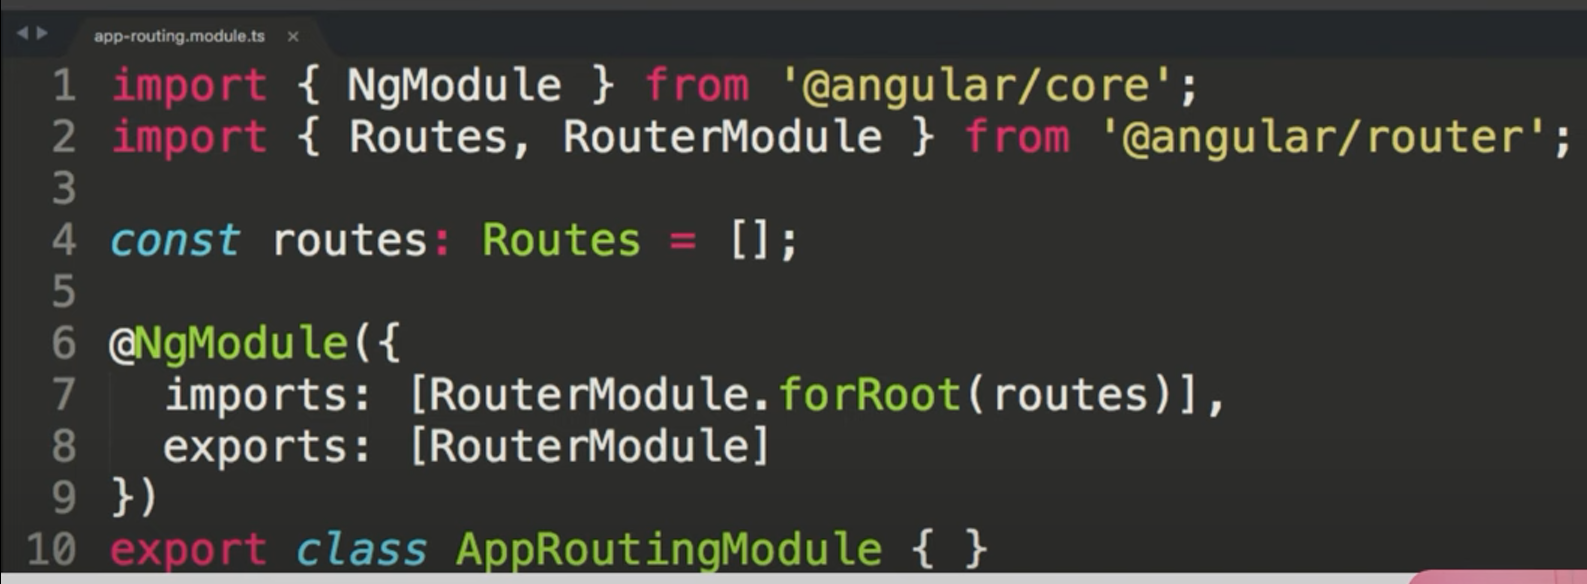 app-routing.module.ts ×
1 import { NgModule } from '@angular/core';
2 import { Routes, RouterModule } from '@angular/router';
3
4 const routes: Routes = [];
5
6 @NgModule({
7   imports: [RouterModule.forRoot(routes)],
8   exports: [RouterModule]
9 })
10 export class AppRoutingModule { }